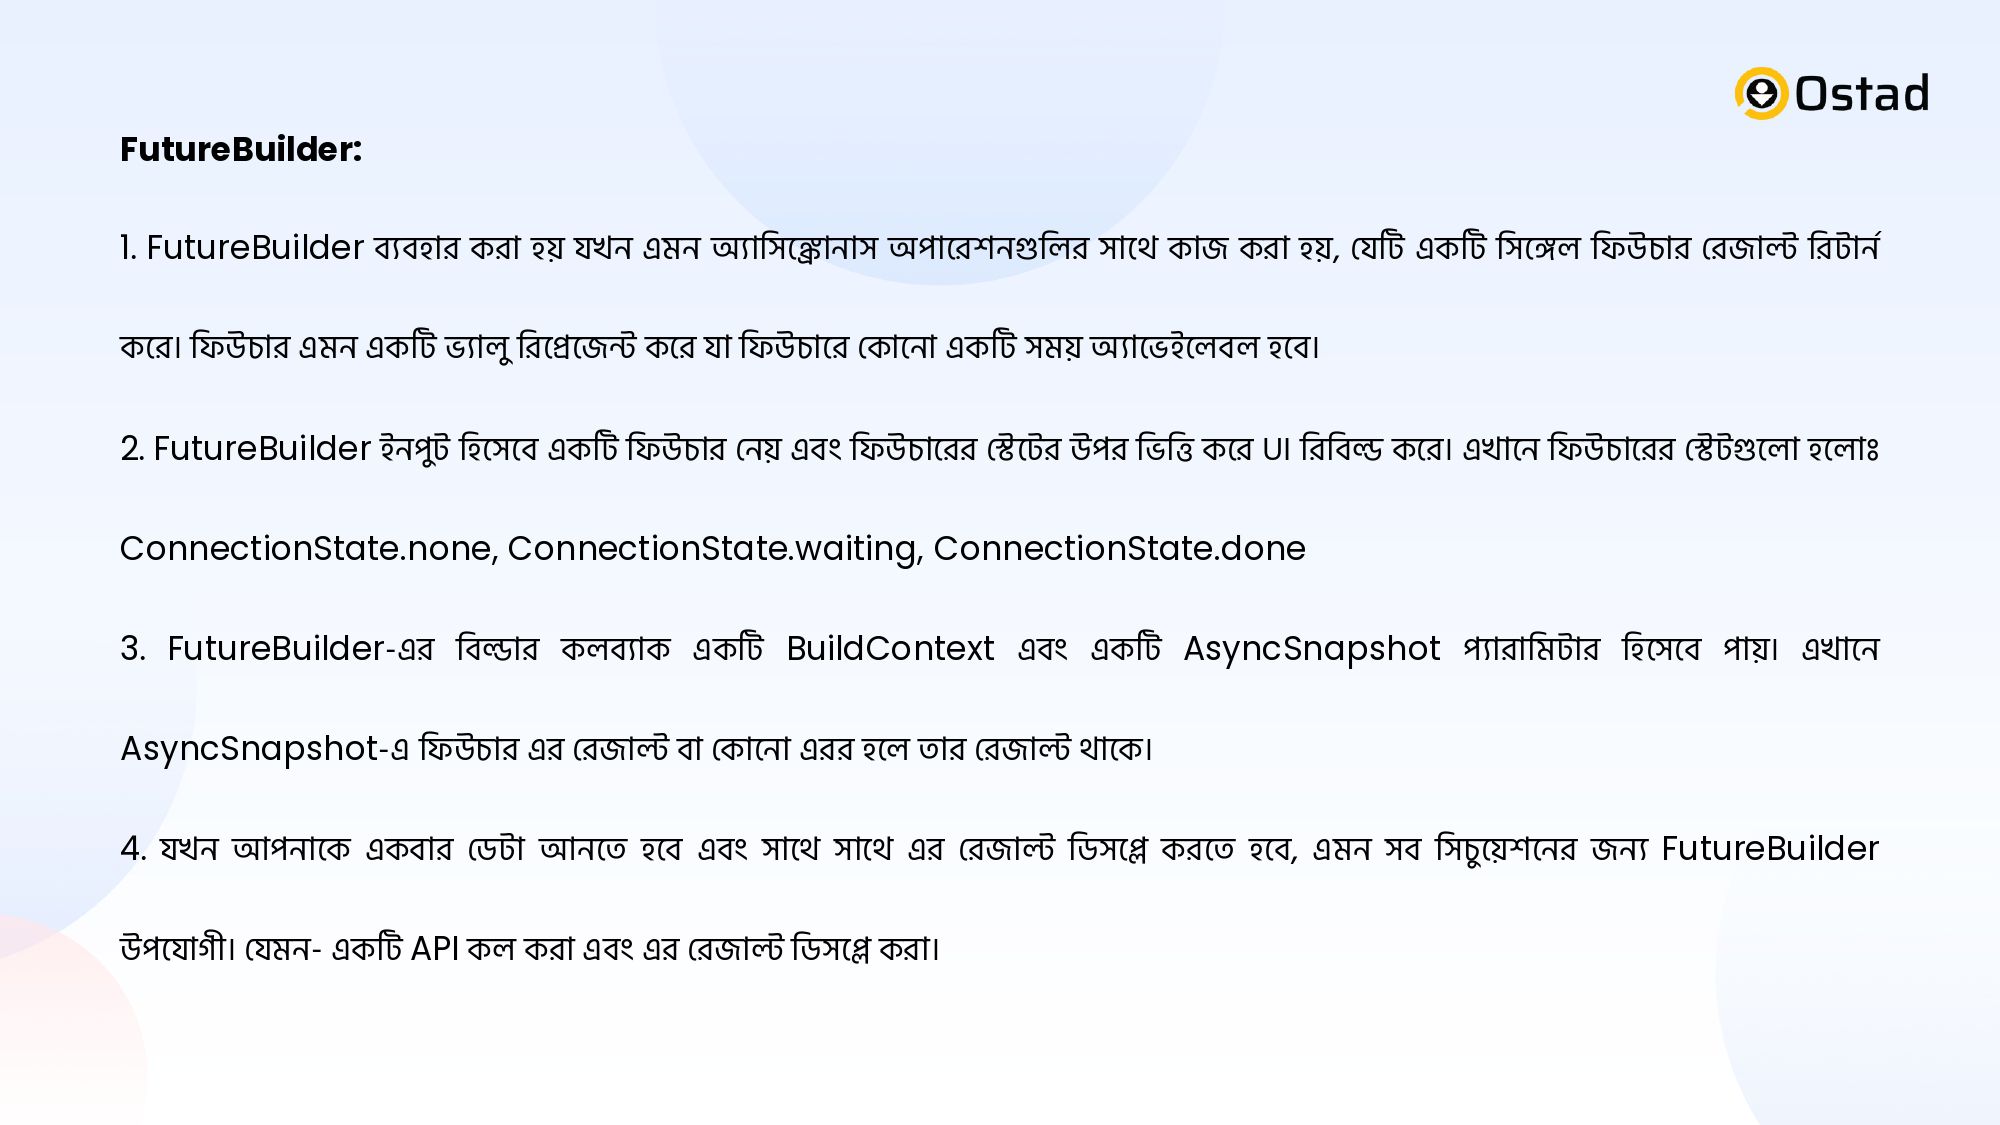 Ostad
FutureBuilder:
1. FutureBuilder ব্যবহার করা হয় যখন এমন অ্যাসিঙ্ক্রোনাস অপারেশনগুলির সাথে কাজ করা হয়, যেটি একটি সিঙ্গেল ফিউচার রেজাল্ট রিটার্ন
করে। ফিউচার এমন একটি ভ্যালু রিপ্রেজেন্ট করে যা ফিউচারে কোনো একটি সময় অ্যাভেইলেবল হবে।
2. FutureBuilder ইনপুট হিসেবে একটি ফিউচার নেয় এবং ফিউচারের স্টেটের উপর ভিত্তি করে UI রিবিল্ড করে। এখানে ফিউচারের স্টেটগুলো হলোঃ
ConnectionState.none, ConnectionState.waiting, ConnectionState.done
3. FutureBuilder-এর বিল্ডার কলব্যাক একটি BuildContext এবং একটি AsyncSnapshot প্যারামিটার হিসেবে পায়। এখানে
AsyncSnapshot-এ ফিউচার এর রেজাল্ট বা কোনো এরর হলে তার রেজাল্ট থাকে।
4. যখন আপনাকে একবার ডেটা আনতে হবে এবং সাথে সাথে এর রেজাল্ট ডিসপ্লে করতে হবে, এমন সব সিচুয়েশনের জন্য FutureBuilder
উপযোগী। যেমন- একটি API কল করা এবং এর রেজাল্ট ডিসপ্লে করা।